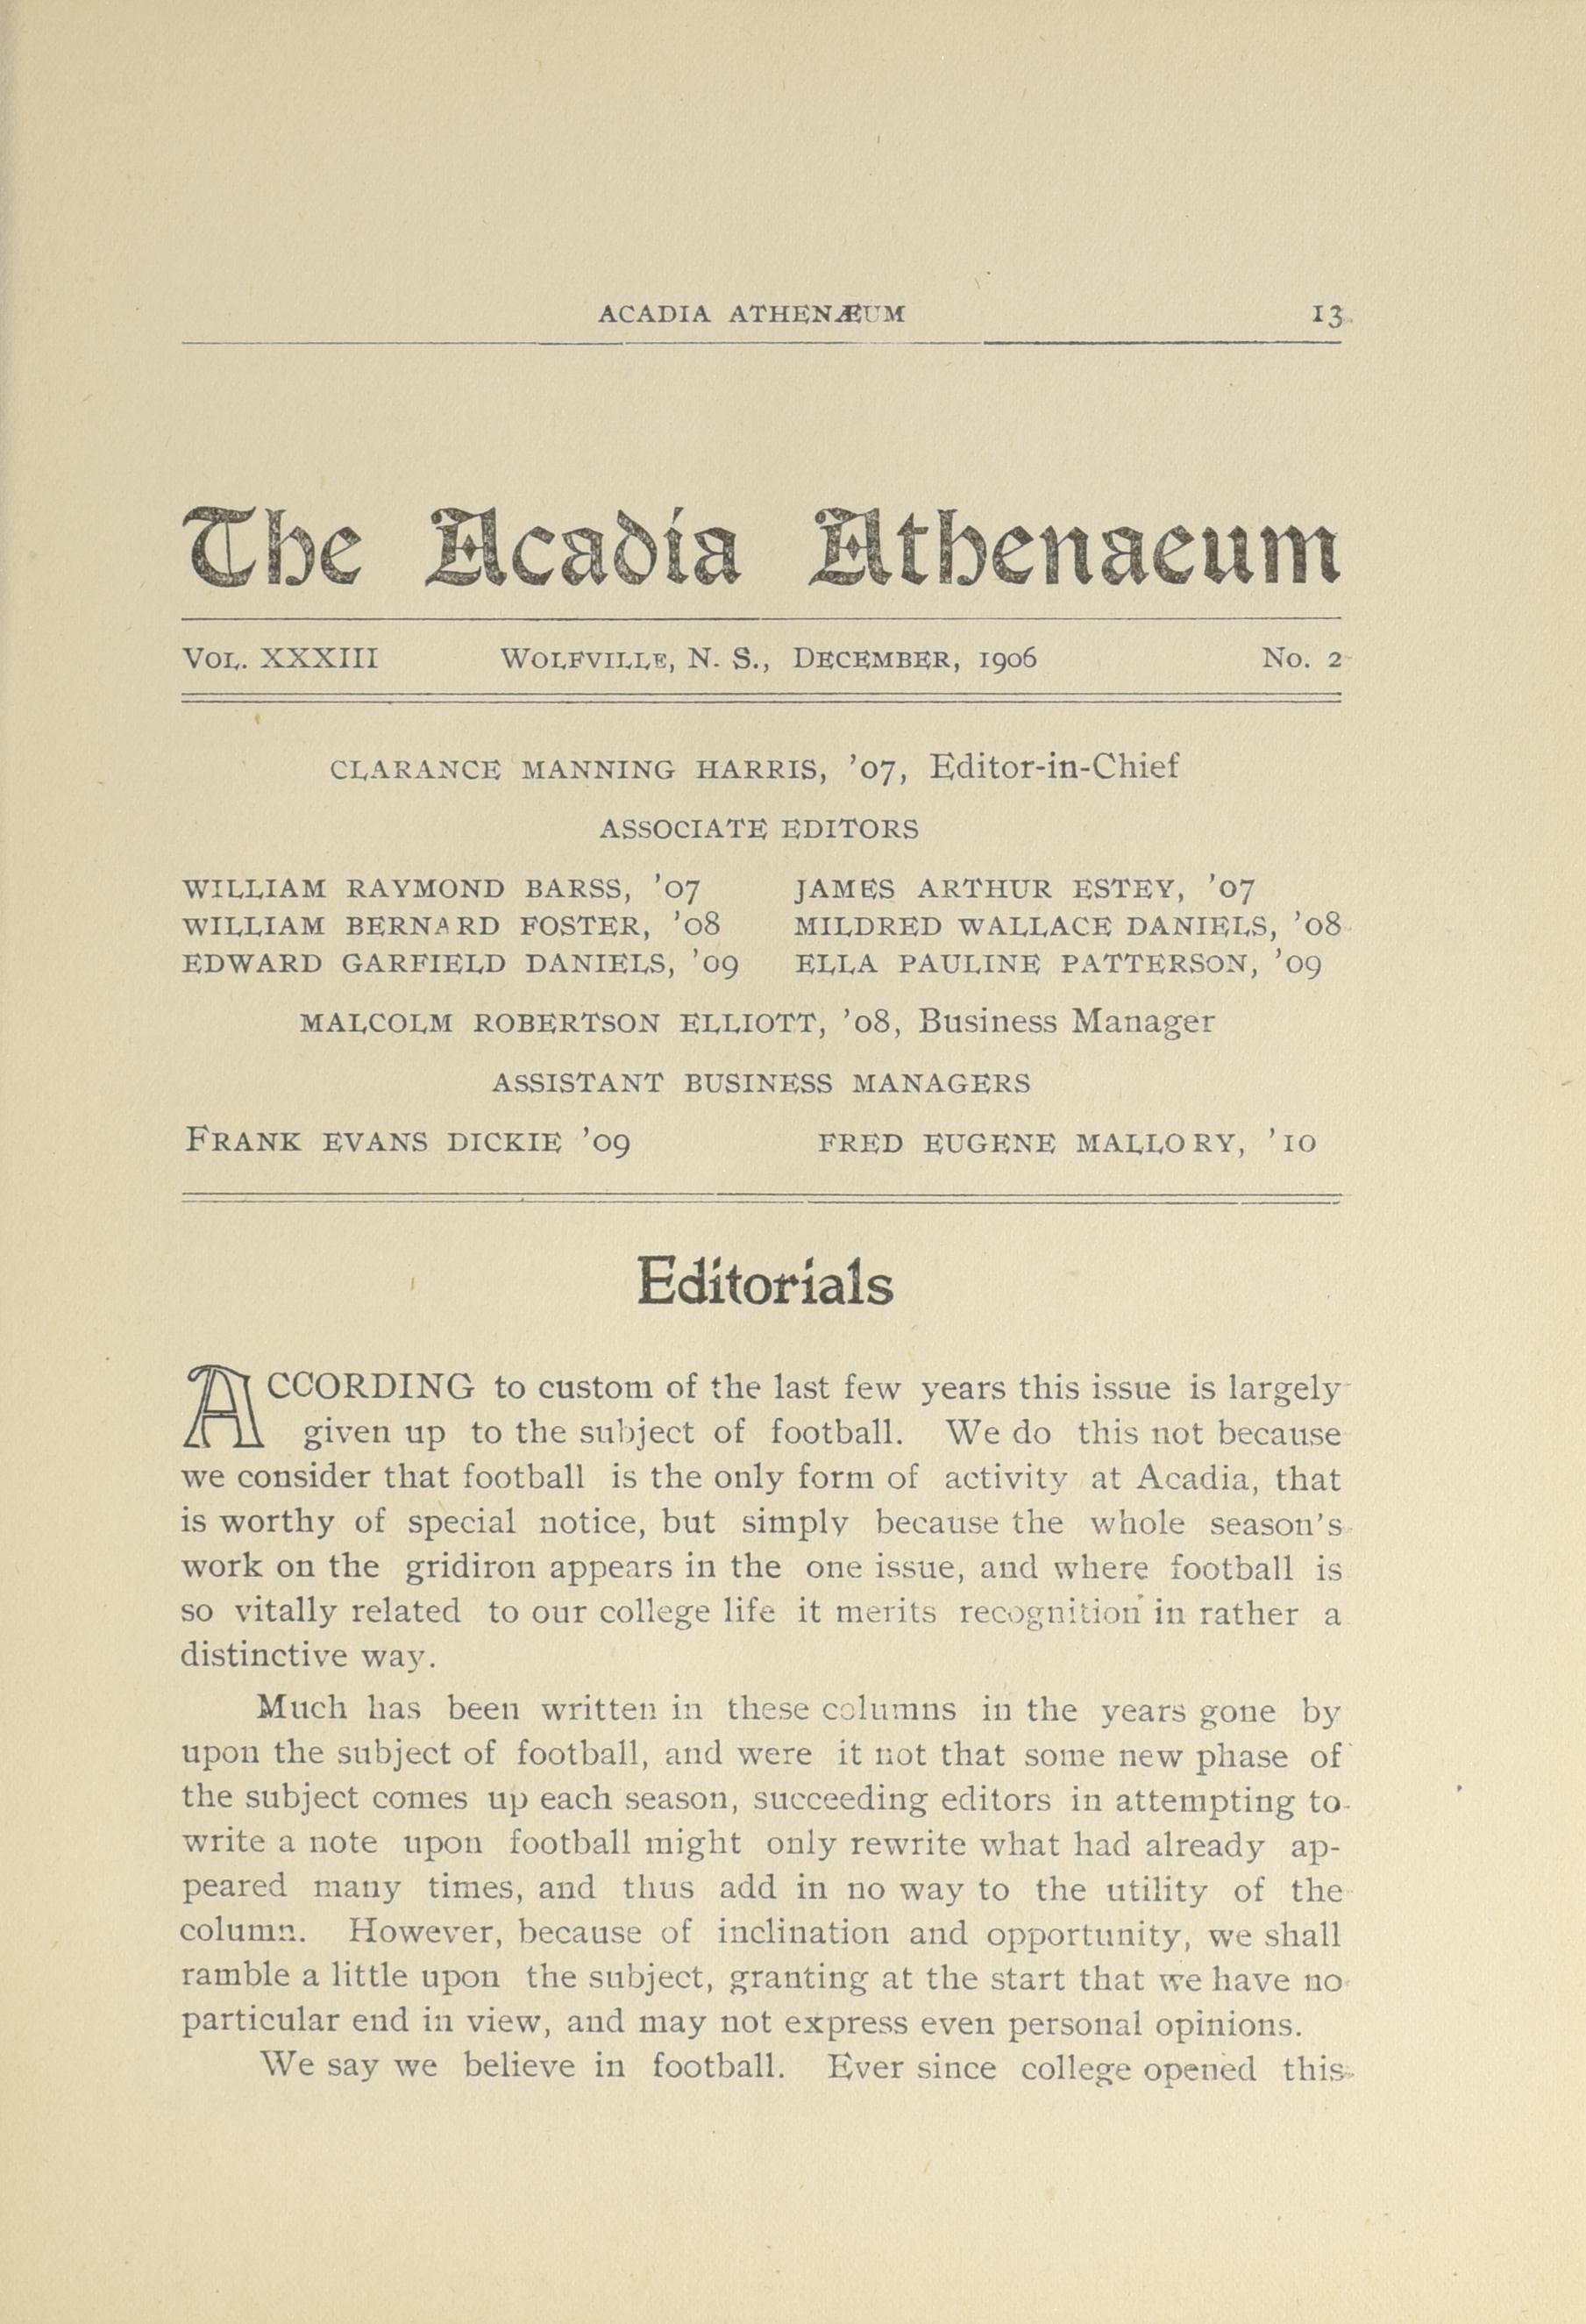 ACADIA ATHENÆUM 13
The Acadia Athenaeum
VOL. XXXIII WOLFVILLE, N. S., DECEMBER, 1906 No. 2
CLARANCE MANNING HARRIS, '07, Editor-in-Chief
ASSOCIATE EDITORS
WILLIAM RAYMOND BARSS, '07 JAMES ARTHUR ESTEY, '07
WILLIAM BERNARD FOSTER, '08 MILDRED WALLACE DANIELS, '08
EDWARD GARFIELD DANIELS, '09 ELLA PAULINE PATTERSON, '09
MALCOLM ROBERTSON ELLIOTT, '08, Business Manager
ASSISTANT BUSINESS MANAGERS
FRANK EVANS DICKIE '09 FRED EUGENE MALLORY, '10
Editorials
ACCORDING to custom of the last few years this issue is largely
given up to the subject of football. We do this not because
we consider that football is the only form of activity at Acadia, that
is worthy of special notice, but simply because the whole season's
work on the gridiron appears in the one issue, and where football is
so vitally related to our college life it merits recognition in rather a
distinctive way.
Much has been written in these columns in the years gone by
upon the subject of football, and were it not that some new phase of
the subject comes up each season, succeeding editors in attempting to
write a note upon football might only rewrite what had already ap-
peared many times, and thus add in no way to the utility of the
column. However, because of inclination and opportunity, we shall
ramble a little upon the subject, granting at the start that we have no
particular end in view, and may not express even personal opinions.
We say we believe in football. Ever since college opened this